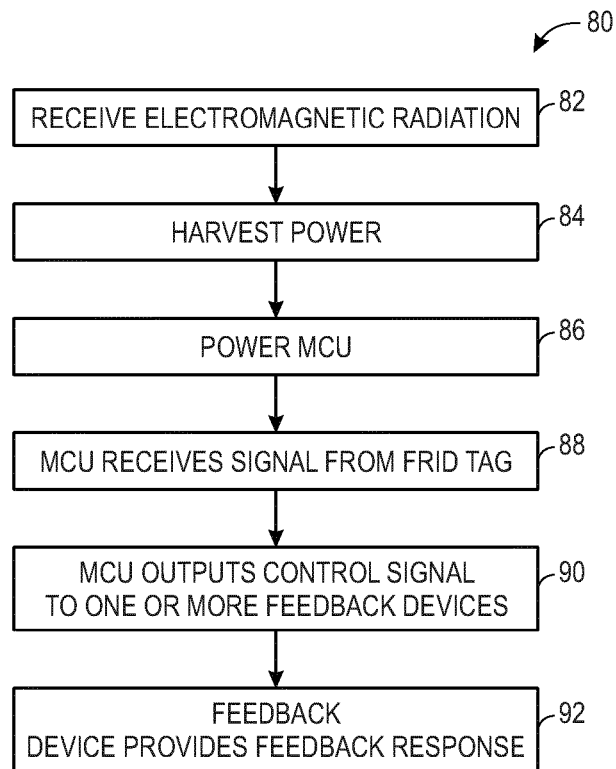 80
RECEIVE ELECTROMAGNETIC RADIATION
82
HARVEST POWER
84
POWER MCU
86
MCU RECEIVES SIGNAL FROM FRID TAG
88
MCU OUTPUTS CONTROL SIGNAL
TO ONE OR MORE FEEDBACK DEVICES
90
FEEDBACK
DEVICE PROVIDES FEEDBACK RESPONSE
92